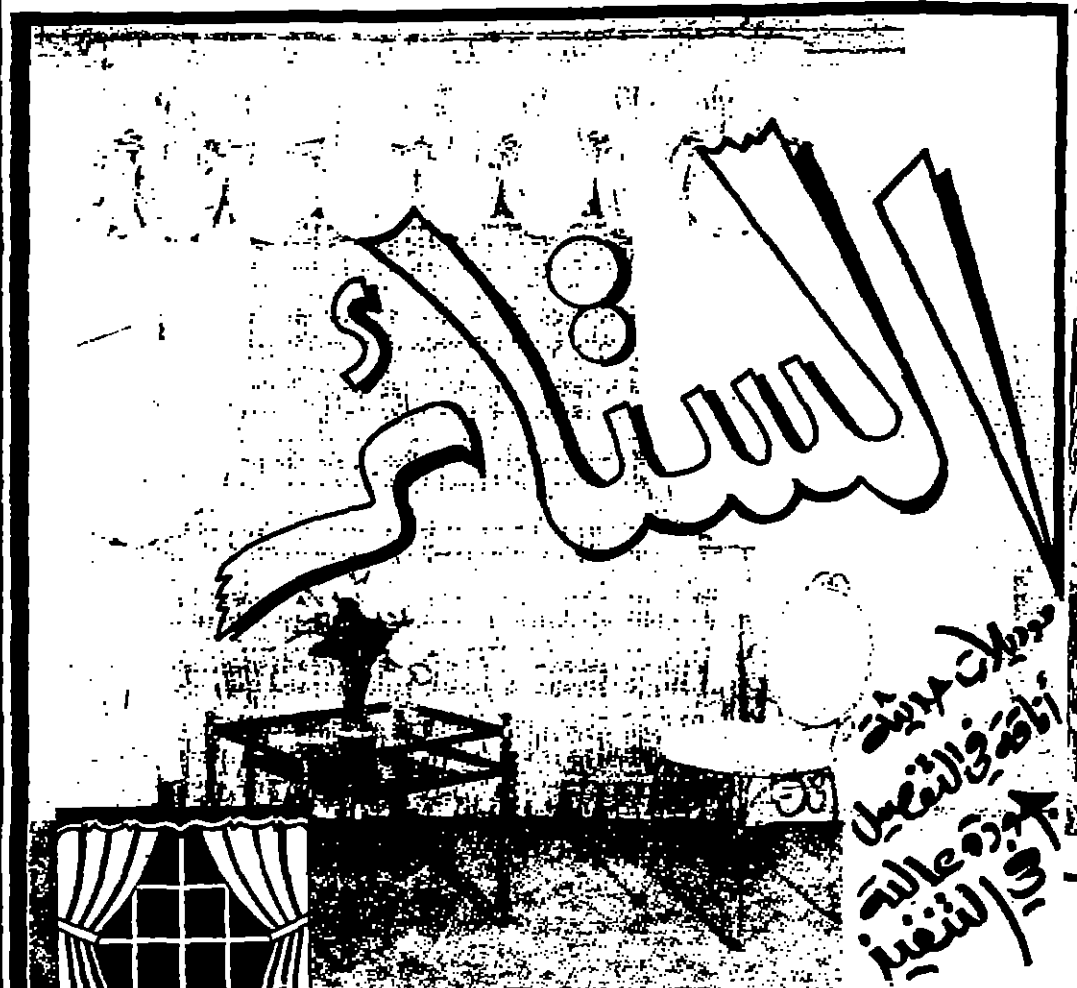 الستائر
موديلات حديثة
أناقة في التفصيل
جودة عالية
في التنفيذ